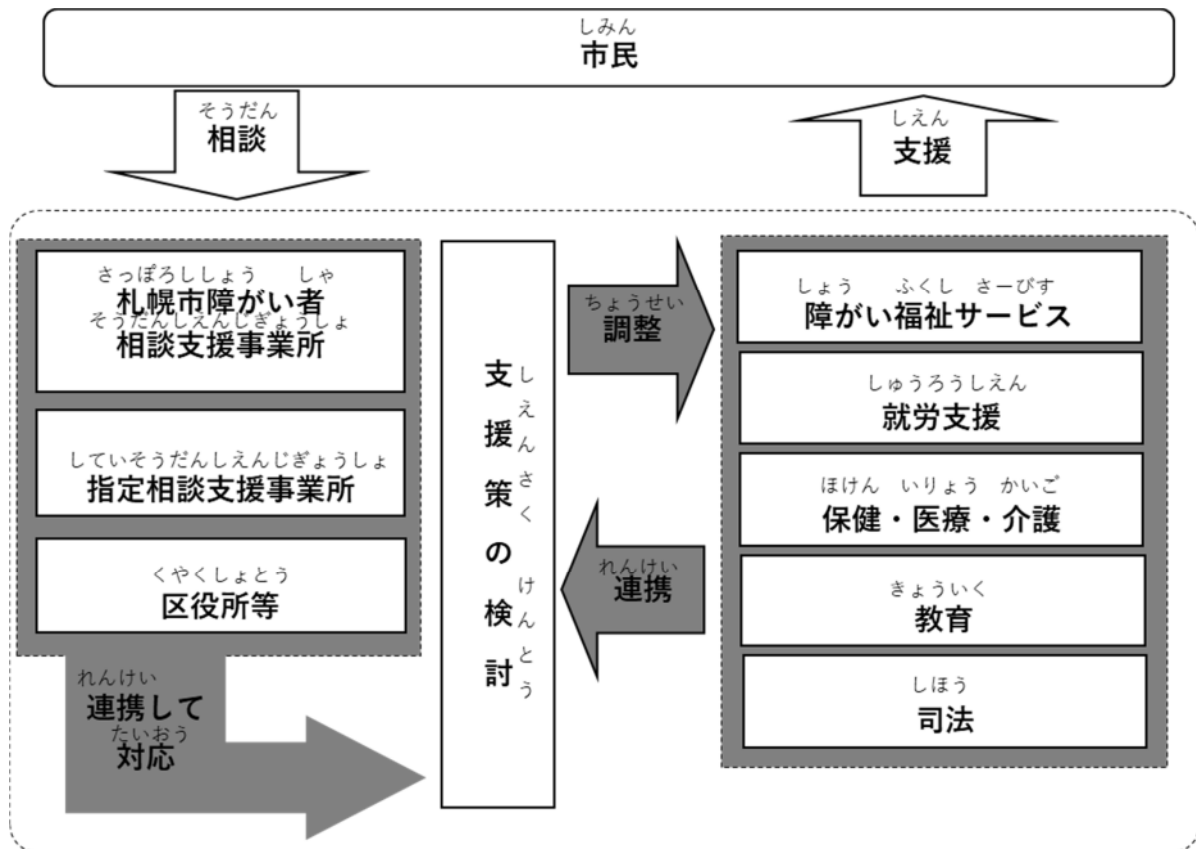 しみん
市民
そうだん
相談
しえん
支援
さっぽろししょう　しゃ
札幌市障がい者
そうだんしえんじぎょうしょ
相談支援事業所
していそうだんしえんじぎょうしょ
指定相談支援事業所
くやくしょとう
区役所等
れんけい
連携して
たいおう
対応
支援策の検討
しえんさく　けんとう
ちょうせい
調整
れんけい
連携
しょう　ふくし　さーびす
障がい福祉サービス
しゅうろうしえん
就労支援
ほけん　いりょう　かいご
保健・医療・介護
きょういく
教育
しほう
司法